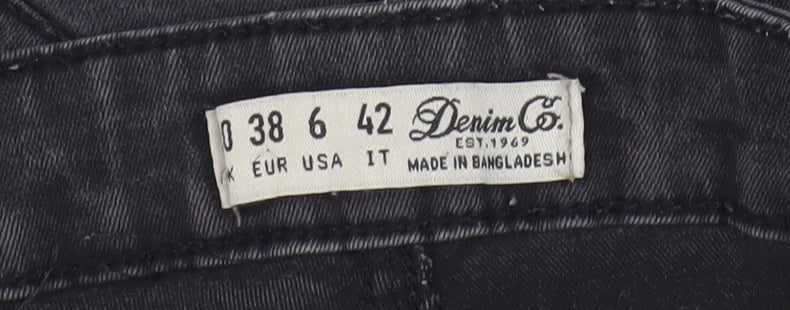 38 6 42 Denim Co.
EST. 1969
EUR USA IT MADE IN BANGLADESH